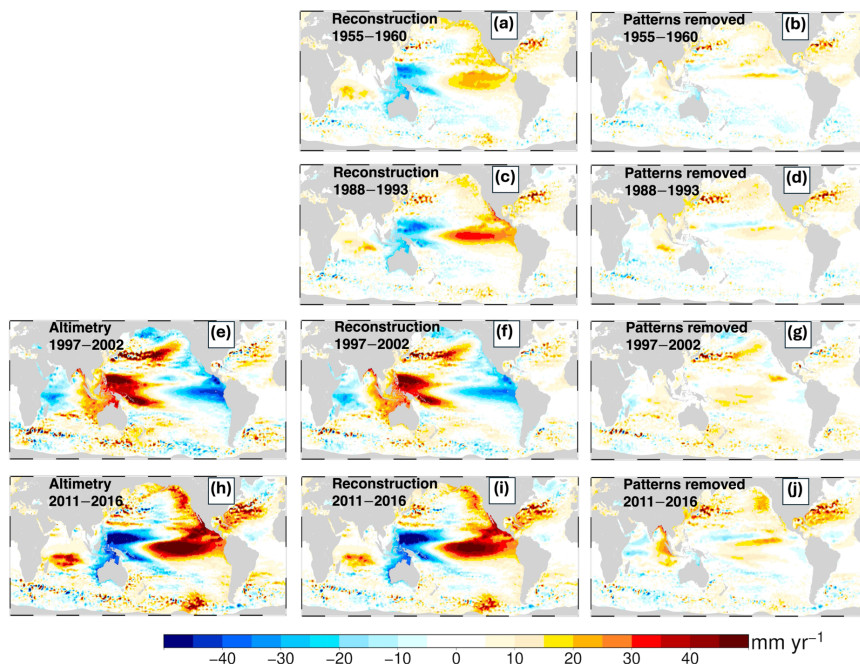 Reconstruction (a)
1955−1960
Patterns removed (b)
1955−1960
Reconstruction (c)
1988−1993
Patterns removed (d)
1988−1993
Altimetry (e)
1997−2002
Reconstruction (f)
1997−2002
Patterns removed (g)
1997−2002
Altimetry (h)
2011−2016
Reconstruction (i)
2011−2016
Patterns removed (j)
2011−2016
−40 −30 −20 −10 0 10 20 30 40 mm yr⁻¹